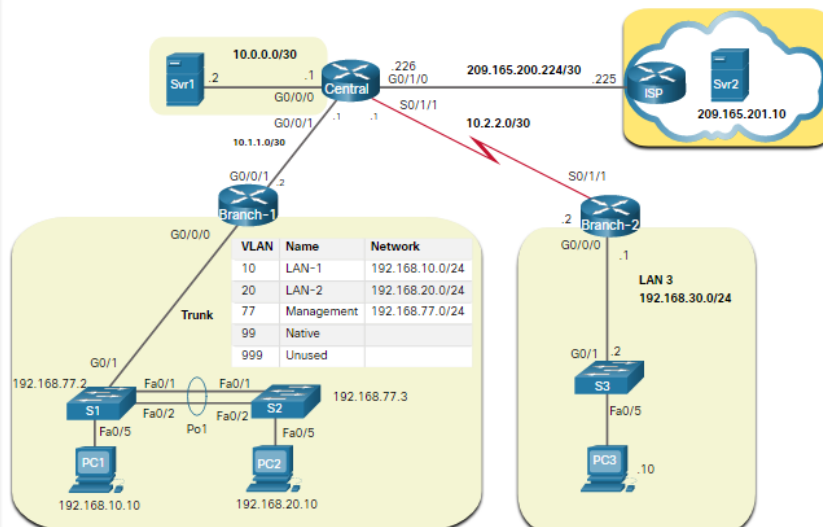 10.0.0.0/30
.2
.1
Svr1
G0/0/0
Central
.226
G0/1/0
209.165.200.224/30
.225
ISP
Svr2
209.165.201.10
G0/0/1
.1
.1
S0/1/1
10.2.2.0/30
10.1.1.0/30
G0/0/1
.2
Branch-1
S0/1/1
.2
Branch-2
G0/0/0
.1
G0/0/0
VLAN Name Network
10 LAN-1 192.168.10.0/24
20 LAN-2 192.168.20.0/24
77 Management 192.168.77.0/24
99 Native
999 Unused
Trunk
LAN 3
192.168.30.0/24
G0/1
192.168.77.2
Fa0/1
Fa0/1
S1
Fa0/2
Fa0/2
Po1
S2
192.168.77.3
Fa0/5
Fa0/5
PC1
PC2
192.168.10.10
192.168.20.10
G0/1
.2
S3
Fa0/5
PC3
.10